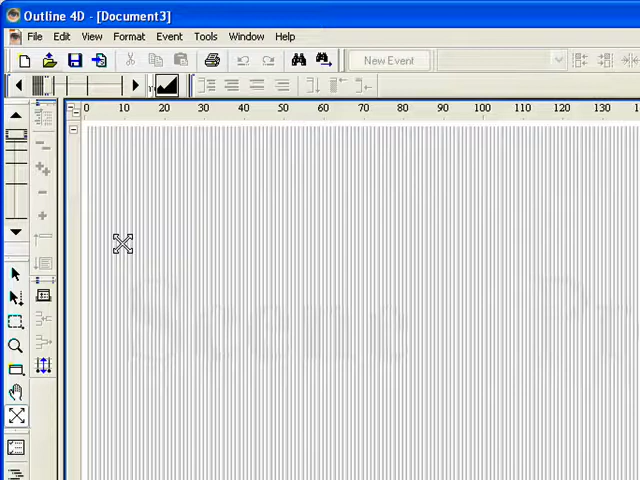 Outline 4D - [Document3]
File Edit View Format Event Tools Window Help
New Event
0 10 20 30 40 50 60 70 80 90 100 110 120 130
Scene